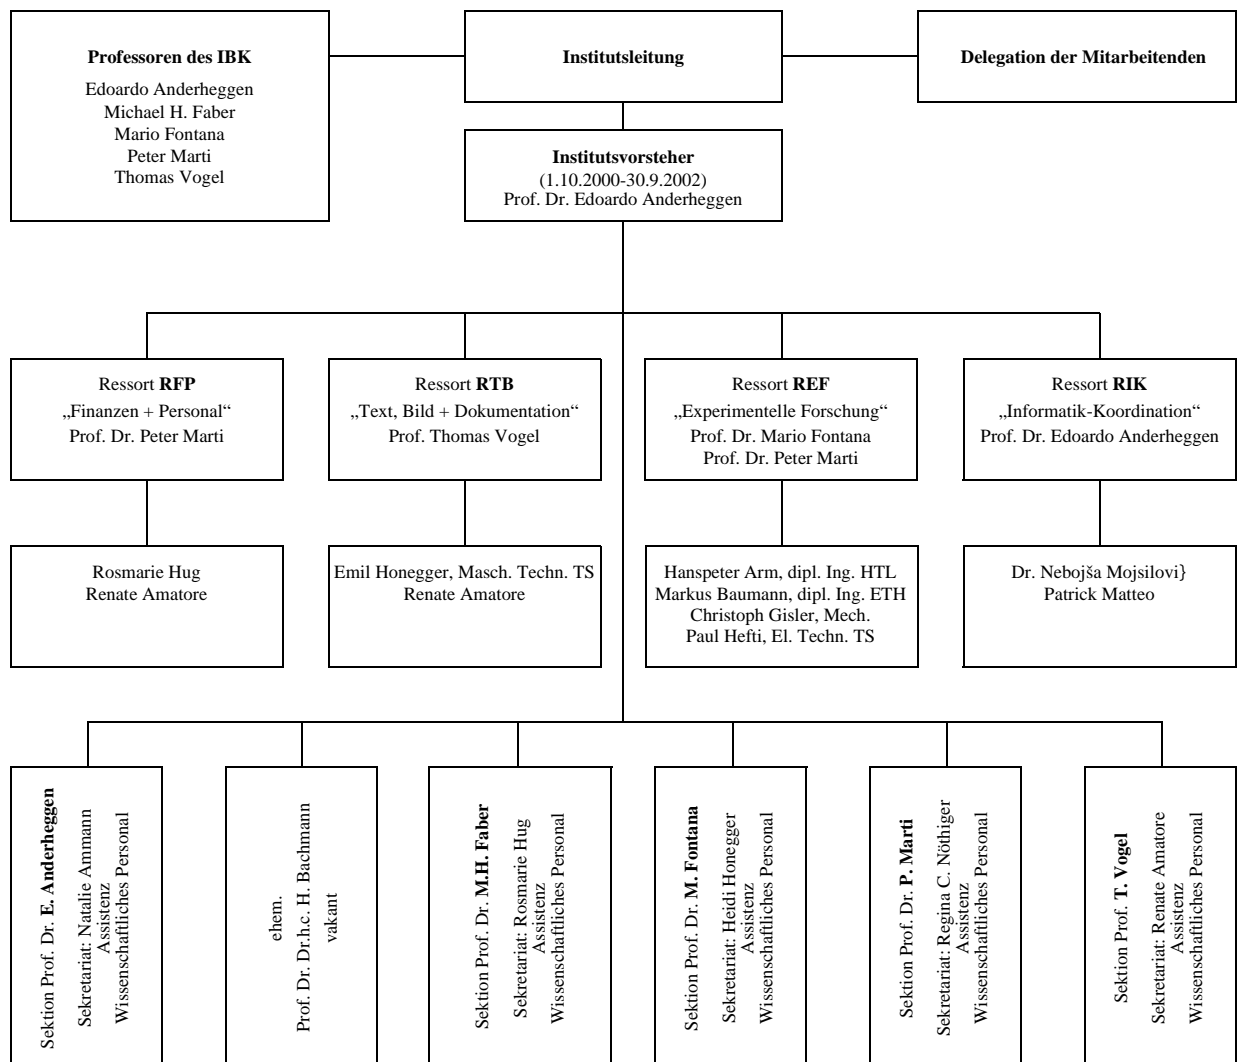 Professoren des IBK
Edoardo Anderheggen
Michael H. Faber
Mario Fontana
Peter Marti
Thomas Vogel
Institutsleitung
Delegation der Mitarbeitenden
Institutsvorsteher
(1.10.2000-30.9.2002)
Prof. Dr. Edoardo Anderheggen
Ressort RFP
„Finanzen + Personal“
Prof. Dr. Peter Marti
Ressort RTB
„Text, Bild + Dokumentation“
Prof. Thomas Vogel
Ressort REF
„Experimentelle Forschung“
Prof. Dr. Mario Fontana
Prof. Dr. Peter Marti
Ressort RIK
„Informatik-Koordination“
Prof. Dr. Edoardo Anderheggen
Rosmarie Hug
Renate Amatore
Emil Honegger, Masch. Techn. TS
Renate Amatore
Hanspeter Arm, dipl. Ing. HTL
Markus Baumann, dipl. Ing. ETH
Christoph Gisler, Mech.
Paul Hefti, El. Techn. TS
Dr. Nebojša Mojsilovi}
Patrick Matteo
Sektion Prof. Dr. E. Anderheggen
Sekretariat: Natalie Ammann
Assistenz
Wissenschaftliches Personal
ehem.
Prof. Dr. Dr.h.c. H. Bachmann
vakant
Sektion Prof. Dr. M.H. Faber
Sekretariat: Rosmarie Hug
Assistenz
Wissenschaftliches Personal
Sektion Prof. Dr. M. Fontana
Sekretariat: Heidi Honegger
Assistenz
Wissenschaftliches Personal
Sektion Prof. Dr. P. Marti
Sekretariat: Regina C. Nöthiger
Assistenz
Wissenschaftliches Personal
Sektion Prof. T. Vogel
Sekretariat: Renate Amatore
Assistenz
Wissenschaftliches Personal